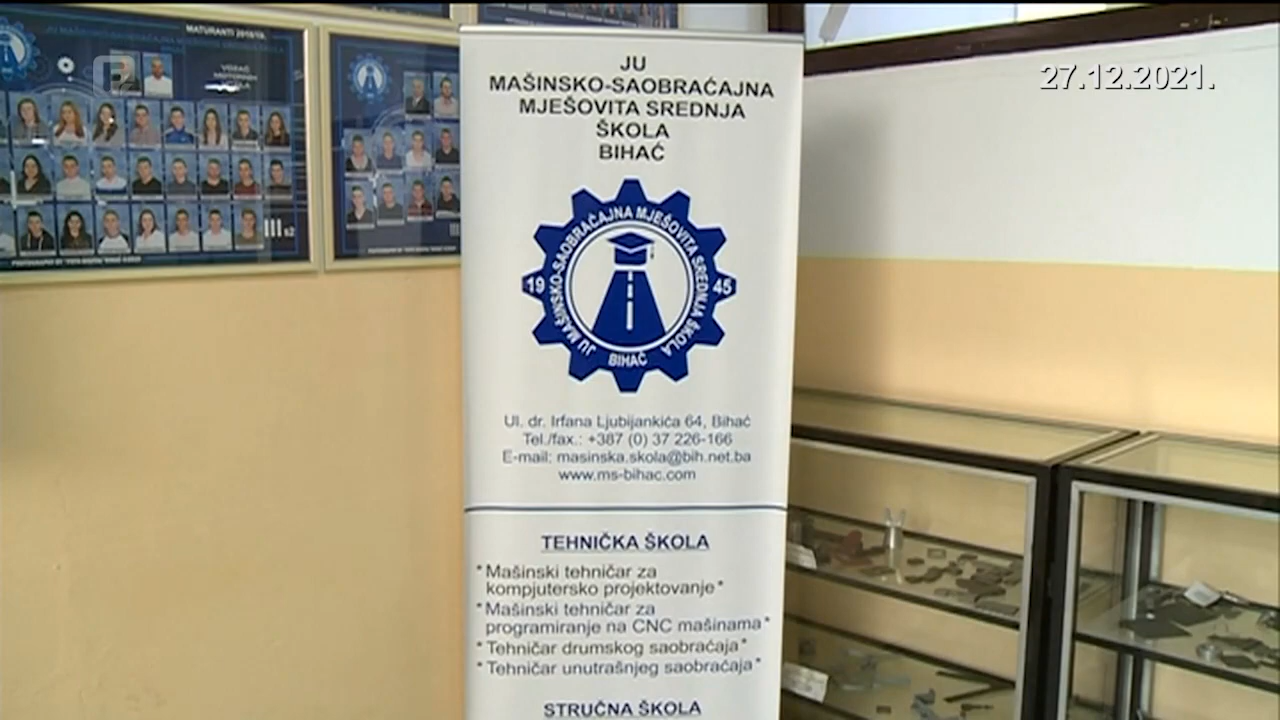 MATURANTI 2015/16.
27.12.2021.
JU
MAŠINSKO-SAOBRAĆAJNA
MJEŠOVITA SREDNJA
ŠKOLA
BIHAĆ
JU MAŠINSKO-SAOBRAĆAJNA MJEŠOVITA SREDNJA ŠKOLA
19
45
BIHAĆ
III
Ul. dr. Irfana Ljubijankića 64, Bihać
Tel./fax.: +387 (0) 37 226-166
E-mail: masinska.skola@bih.net.ba
www.ms-bihac.com
TEHNIČKA ŠKOLA
* Mašinski tehničar za
kompjutersko projektovanje *
* Mašinski tehničar za
programiranje na CNC mašinama *
* Tehničar drumskog saobraćaja *
* Tehničar unutrašnjeg saobraćaja *
STRUČNA ŠKOLA